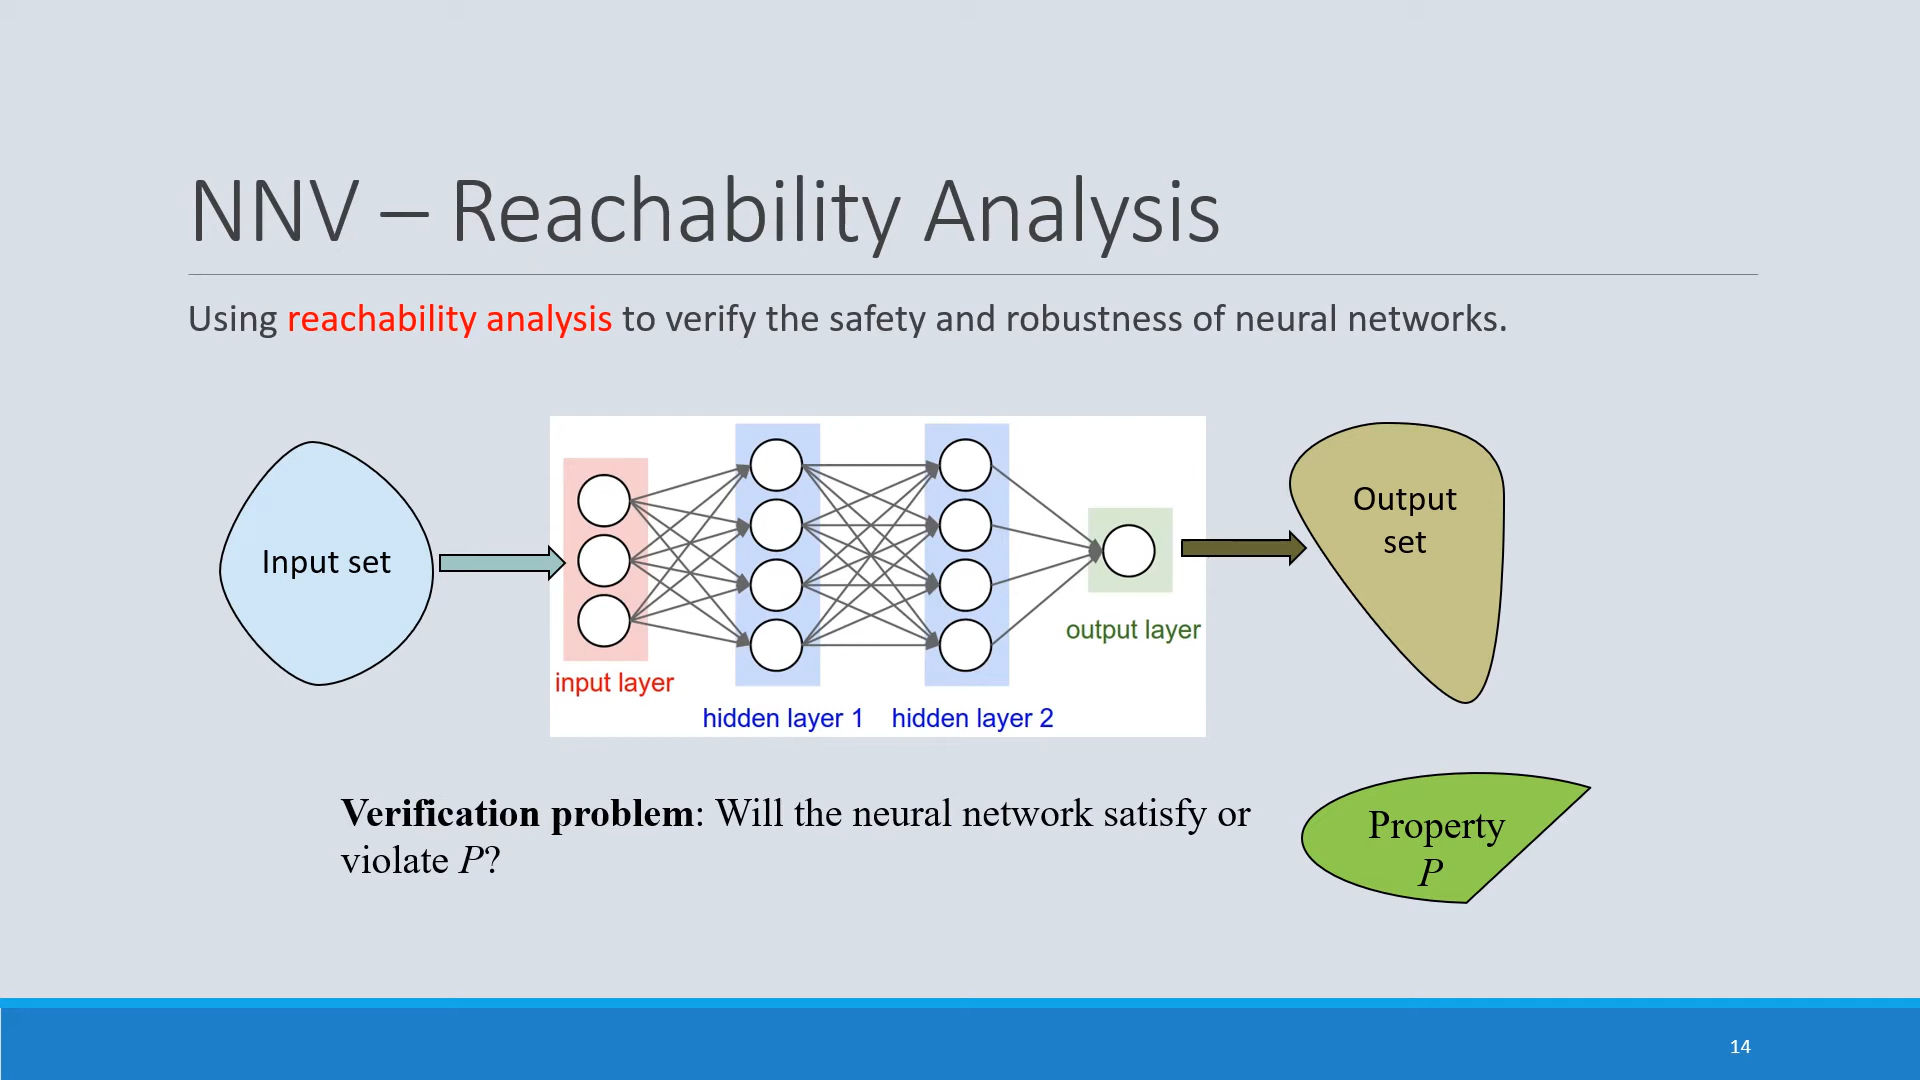 NNV – Reachability Analysis
Using reachability analysis to verify the safety and robustness of neural networks.
Input set
input layer
hidden layer 1
hidden layer 2
output layer
Output
set
Verification problem: Will the neural network satisfy or
violate P?
Property
P
14